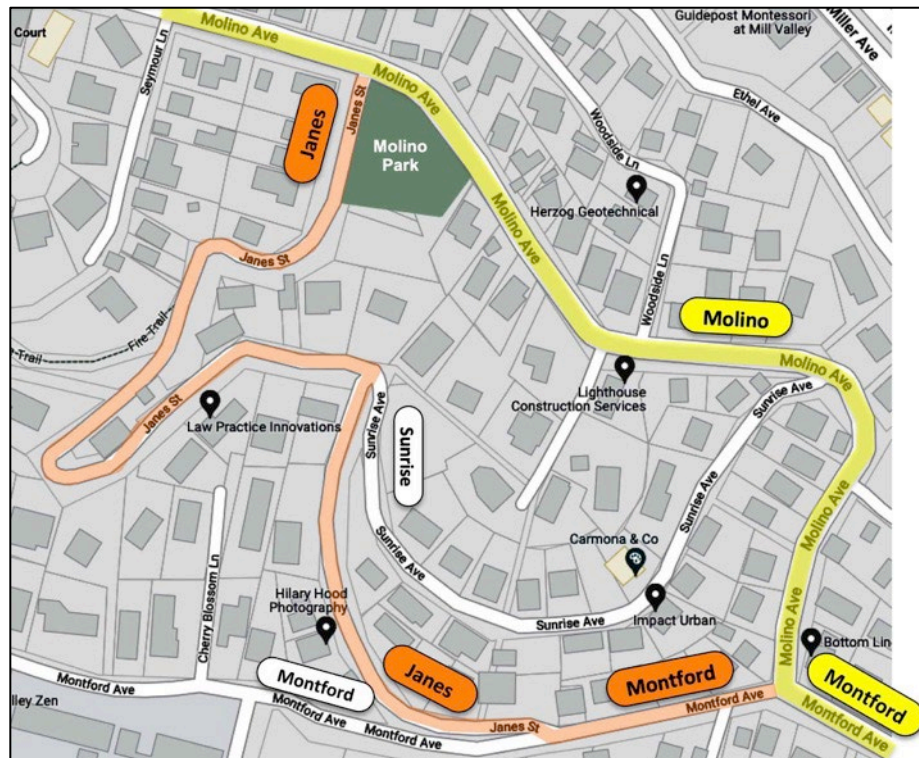 Court
Molino Ave
Guidepost Montessori
at Mill Valley
Miller Ave
Seymour Ln
Janes
Janes St
Molino Ave
Molino
Park
Woodside Ln
Ethel Ave
Herzog Geotechnical
Molino Ave
Janes St
Woodside Ln
Molino
Fire Trail
Trail
Molino Ave
Lighthouse
Construction Services
Sunrise Ave
Janes St
Law Practice Innovations
Sunrise Ave
Sunrise
Sunrise Ave
Molino Ave
Sunrise Ave
Carmona & Co
Cherry Blossom Ln
Hilary Hood
Photography
Sunrise Ave
Impact Urban
Molino Ave
Bottom Lin
Montford Ave
lley Zen
Montford
Janes
Montford
Montford
Montford Ave
Montford Ave
Janes St
Montford Ave
Montford Ave